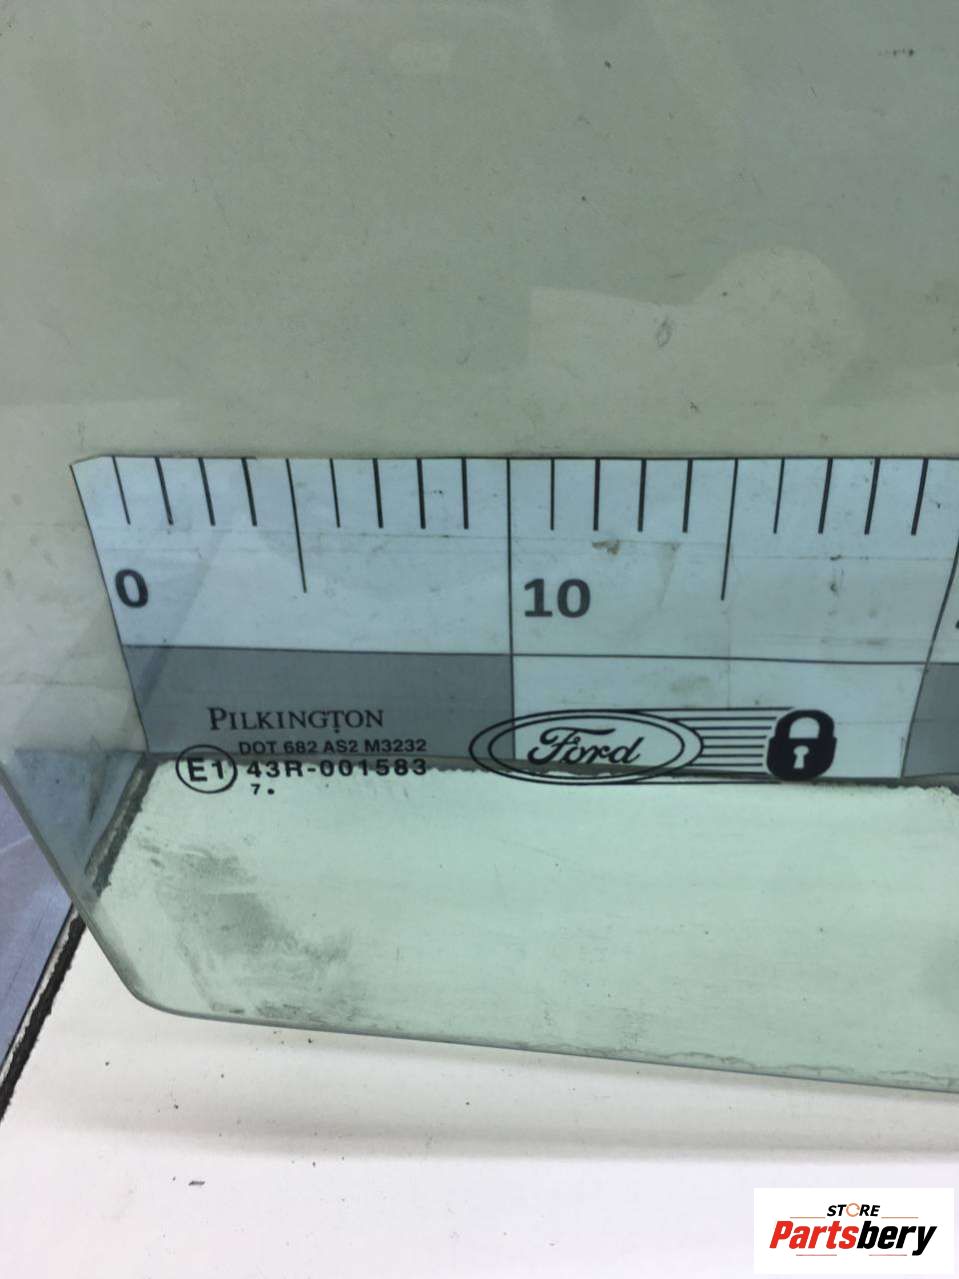 0
10
PILKINGTON
DOT 682 AS2 M3232
E1 43R-001583
7.
Ford
STORE
Partsbery